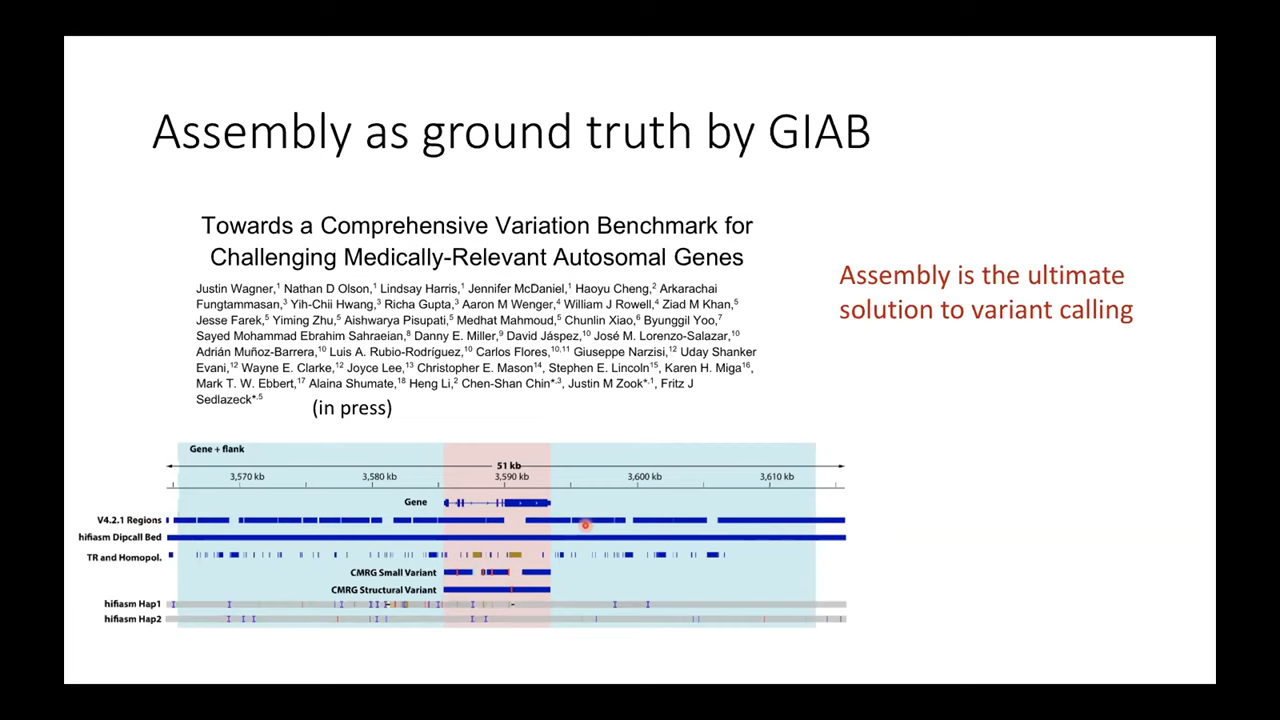 Assembly as ground truth by GIAB
Towards a Comprehensive Variation Benchmark for
Challenging Medically-Relevant Autosomal Genes
Justin Wagner,¹ Nathan D Olson,¹ Lindsay Harris,¹ Jennifer McDaniel,¹ Haoyu Cheng,² Arkarachai
Fungtammasan,³ Yih-Chii Hwang,³ Richa Gupta,³ Aaron M Wenger,⁴ William J Rowell,⁴ Ziad M Khan,⁵
Jesse Farek,⁵ Yiming Zhu,⁵ Aishwarya Pisupati,⁵ Medhat Mahmoud,⁵ Chunlin Xiao,⁶ Byunggil Yoo,⁷
Sayed Mohammad Ebrahim Sahraeian,⁸ Danny E. Miller,⁹ David Jáspez,¹⁰ José M. Lorenzo-Salazar,¹⁰
Adrián Muñoz-Barrera,¹⁰ Luis A. Rubio-Rodríguez,¹⁰ Carlos Flores,¹⁰,¹¹ Giuseppe Narzisi,¹² Uday Shanker
Evani,¹² Wayne E. Clarke,¹² Joyce Lee,¹³ Christopher E. Mason¹⁴, Stephen E. Lincoln¹⁵, Karen H. Miga¹⁶,
Mark T. W. Ebbert,¹⁷ Alaina Shumate,¹⁸ Heng Li,² Chen-Shan Chin*,³, Justin M Zook*,¹, Fritz J
Sedlazeck*,⁵
(in press)
Assembly is the ultimate
solution to variant calling
Gene + flank
51 kb
3,570 kb 3,580 kb 3,590 kb 3,600 kb 3,610 kb
Gene
V4.2.1 Regions
hifiasm Dipcall Bed
TR and Homopol.
CMRG Small Variant
CMRG Structural Variant
hifiasm Hap1
hifiasm Hap2